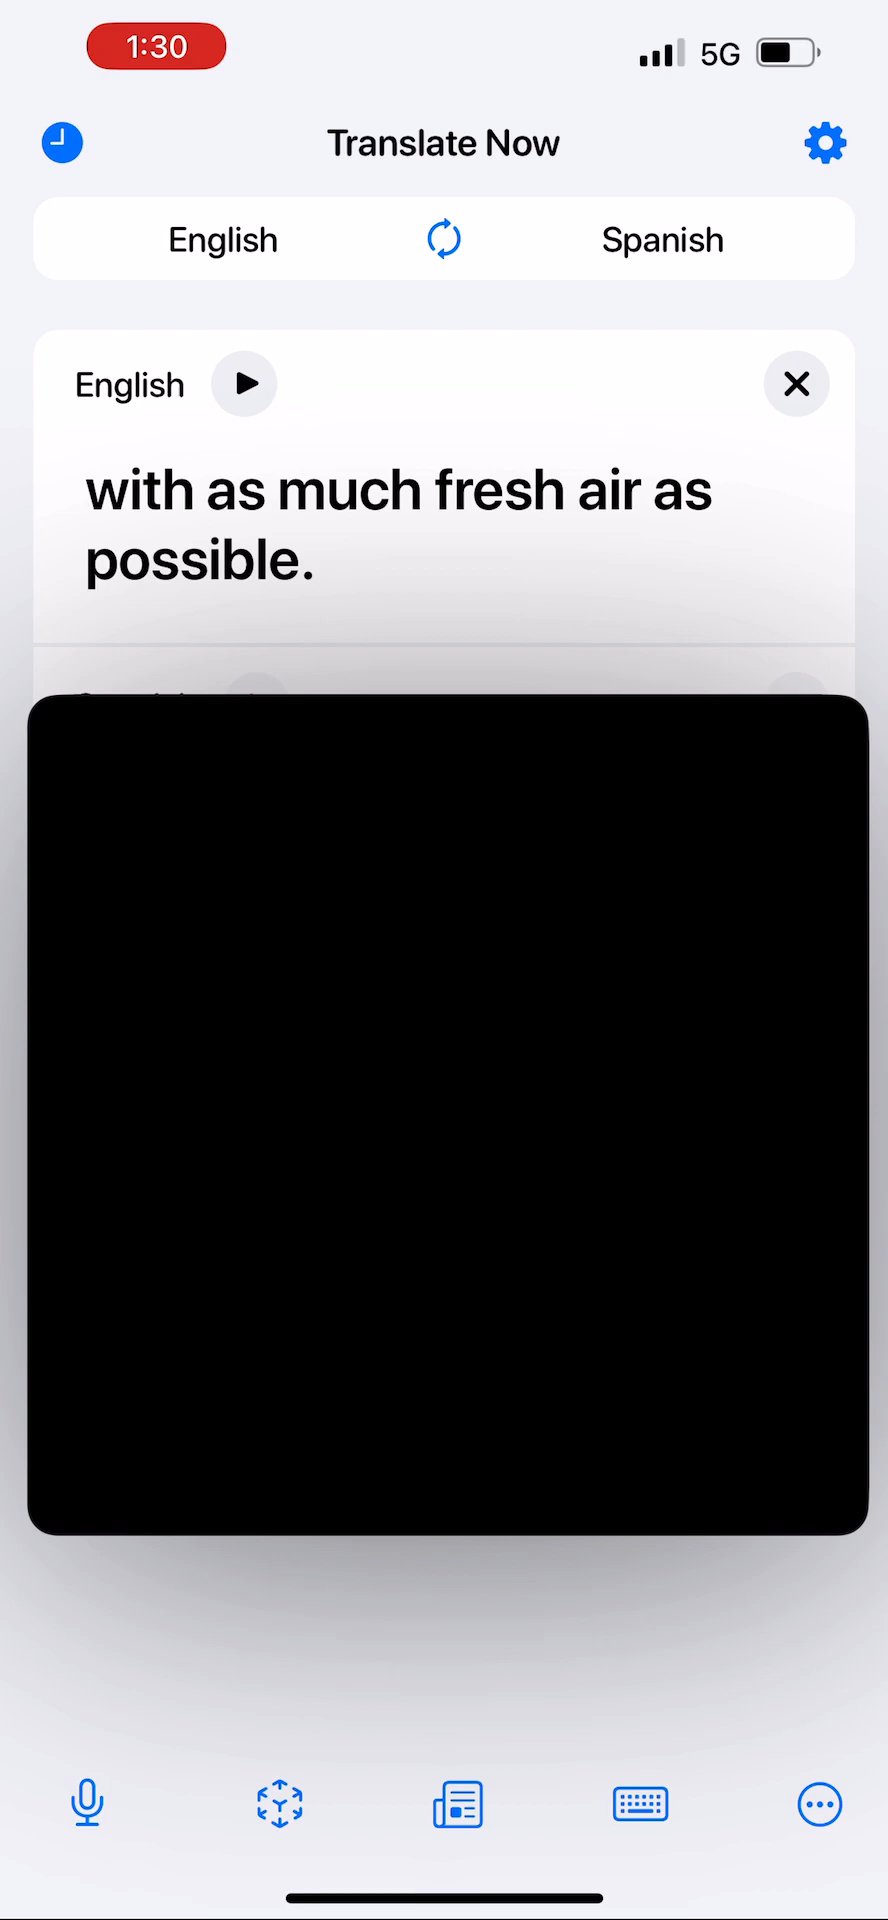 1:30 5G
Translate Now
English Spanish
English
with as much fresh air as
possible.